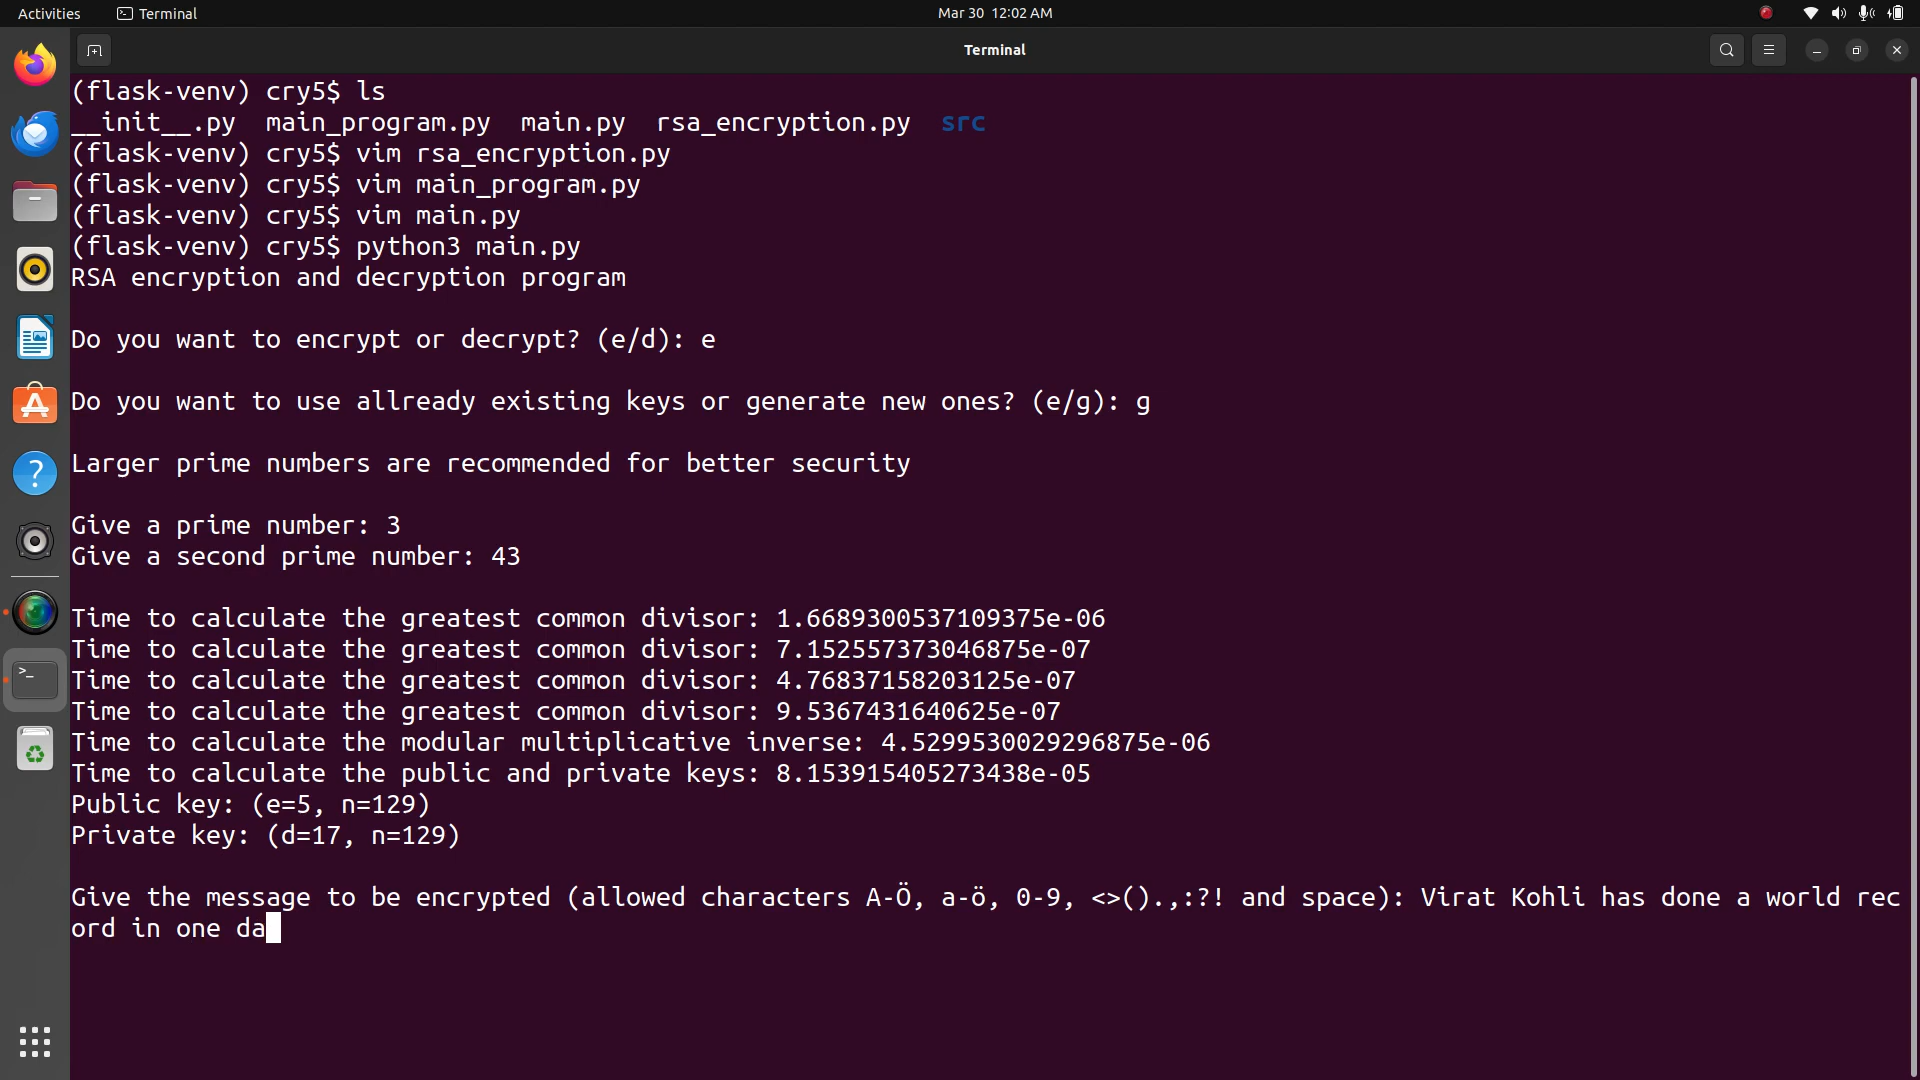 Activities Terminal Mar 30 12:02 AM
Terminal
(flask-venv) cry5$ ls
__init__.py main_program.py main.py rsa_encryption.py src
(flask-venv) cry5$ vim rsa_encryption.py
(flask-venv) cry5$ vim main_program.py
(flask-venv) cry5$ vim main.py
(flask-venv) cry5$ python3 main.py
RSA encryption and decryption program
Do you want to encrypt or decrypt? (e/d): e
Do you want to use allready existing keys or generate new ones? (e/g): g
Larger prime numbers are recommended for better security
Give a prime number: 3
Give a second prime number: 43
Time to calculate the greatest common divisor: 1.6689300537109375e-06
Time to calculate the greatest common divisor: 7.152557373046875e-07
Time to calculate the greatest common divisor: 4.76837158203125e-07
Time to calculate the greatest common divisor: 9.5367431640625e-07
Time to calculate the modular multiplicative inverse: 4.5299530029296875e-06
Time to calculate the public and private keys: 8.153915405273438e-05
Public key: (e=5, n=129)
Private key: (d=17, n=129)
Give the message to be encrypted (allowed characters A-Ö, a-ö, 0-9, <>().,:?! and space): Virat Kohli has done a world rec
ord in one da